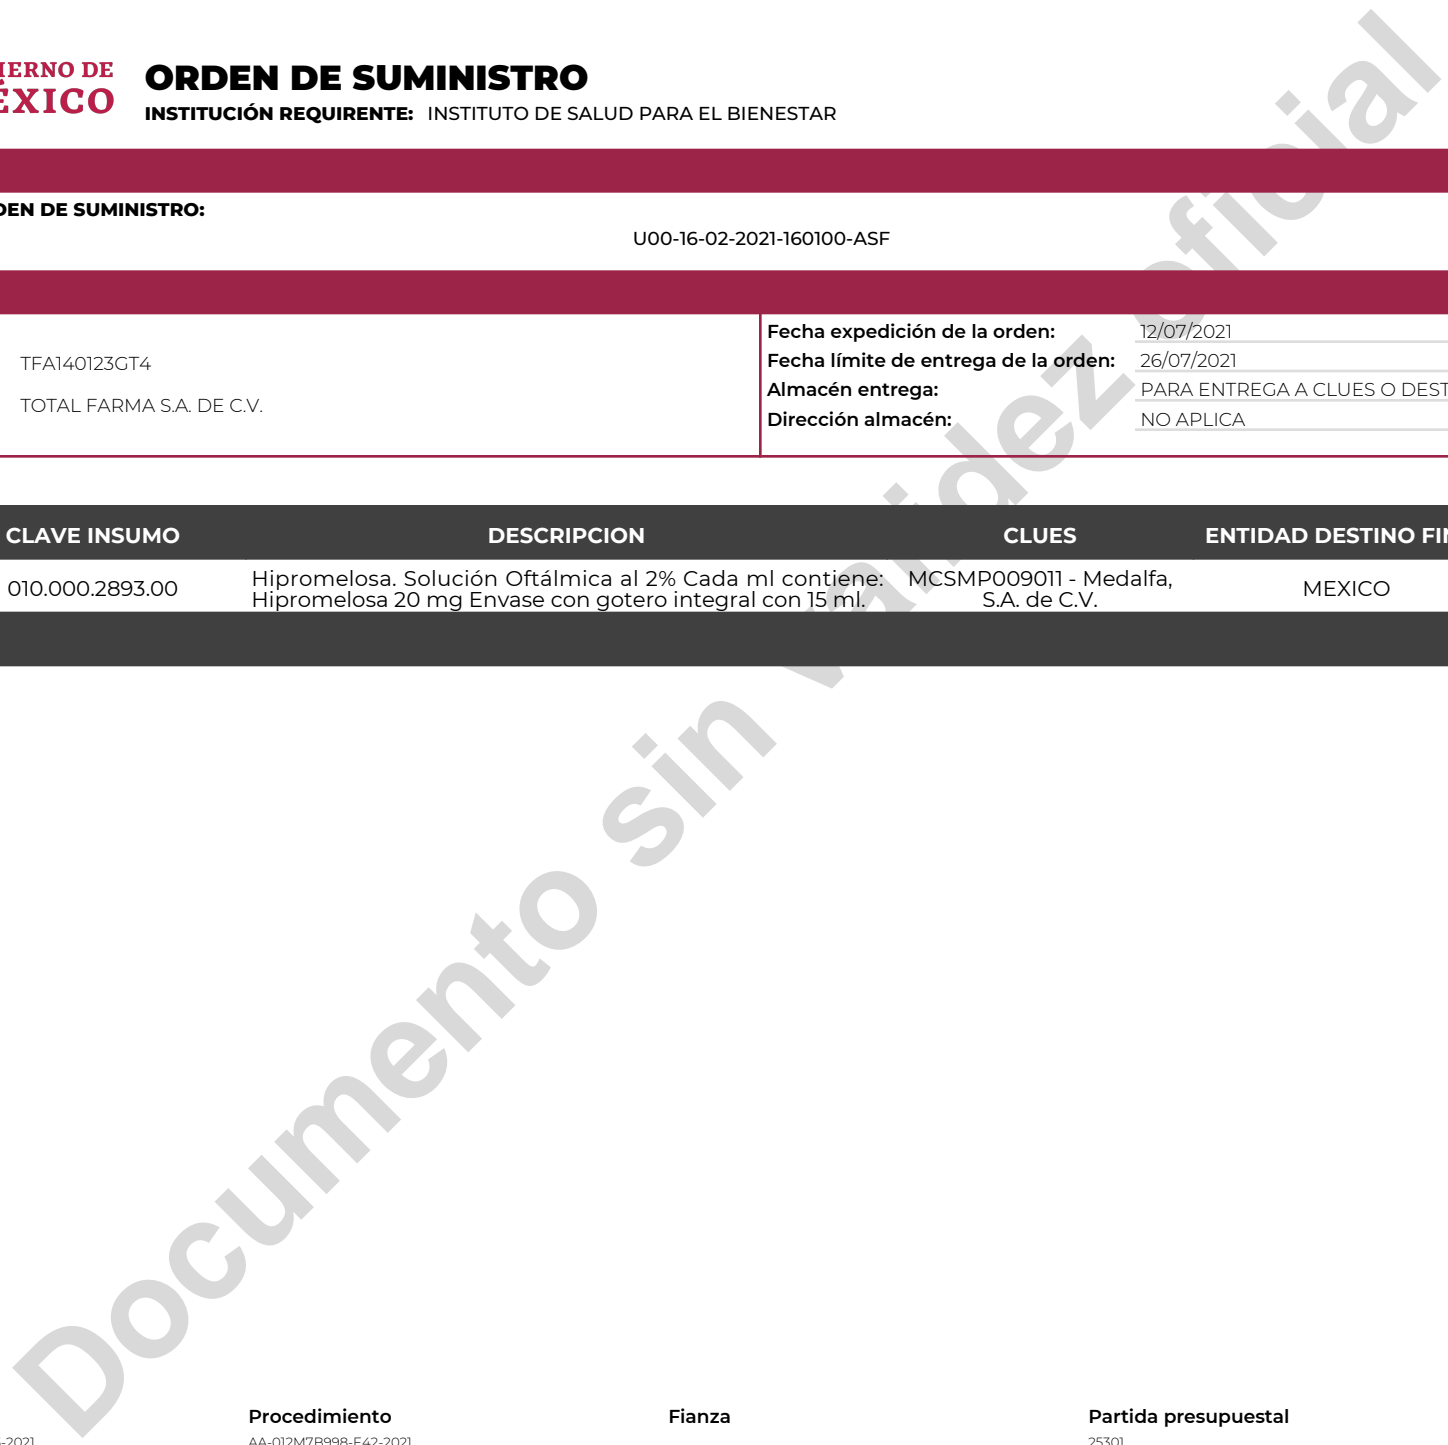 IERNO DE
ÉXICO
ORDEN DE SUMINISTRO
INSTITUCIÓN REQUIRENTE: INSTITUTO DE SALUD PARA EL BIENESTAR
DEN DE SUMINISTRO:
U00-16-02-2021-160100-ASF
TFA140123GT4
TOTAL FARMA S.A. DE C.V.
Fecha expedición de la orden: 12/07/2021
Fecha límite de entrega de la orden: 26/07/2021
Almacén entrega: PARA ENTREGA A CLUES O DEST
Dirección almacén: NO APLICA
CLAVE INSUMO DESCRIPCION CLUES ENTIDAD DESTINO FIN
010.000.2893.00 Hipromelosa. Solución Oftálmica al 2% Cada ml contiene: MCSMP009011 - Medalfa, MEXICO
Hipromelosa 20 mg Envase con gotero integral con 15 ml. S.A. de C.V.
Documento sin validez oficial
Procedimiento Fianza Partida presupuestal
-2021 AA-012M7B998-E42-2021 25301